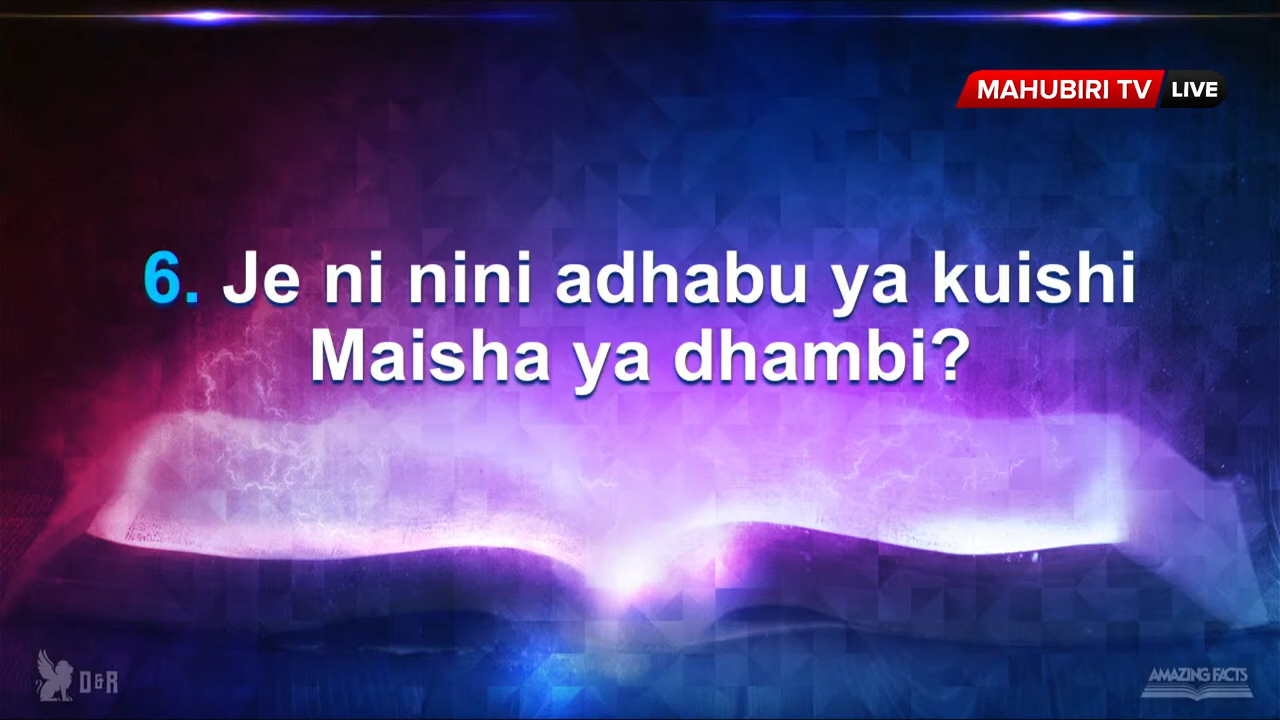 MAHUBIRI TV LIVE
6. Je ni nini adhabu ya kuishi
Maisha ya dhambi?
D&R
AMAZING FACTS